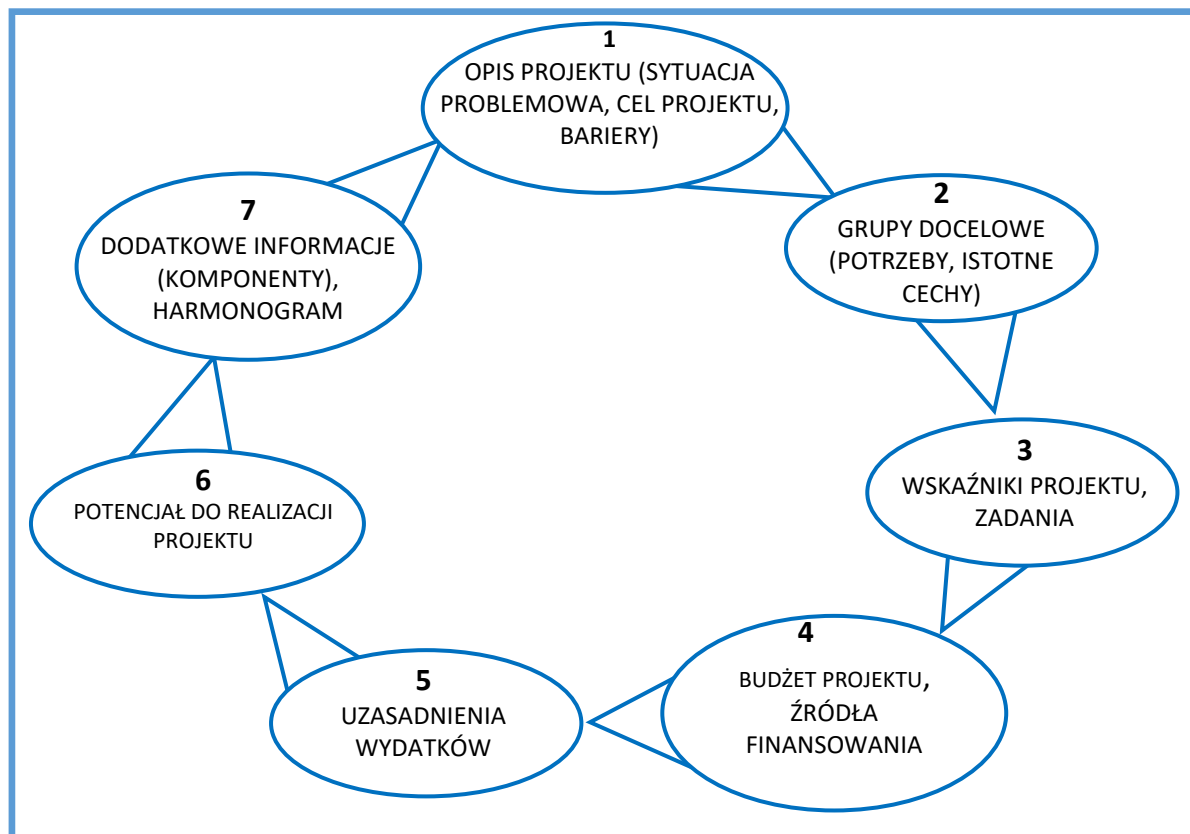 1
OPIS PROJEKTU (SYTUACJA
PROBLEMOWA, CEL PROJEKTU,
BARIERY)
2
GRUPY DOCELOWE
(POTRZEBY, ISTOTNE
CECHY)
3
WSKAŹNIKI PROJEKTU,
ZADANIA
4
BUDŻET PROJEKTU,
ŹRÓDŁA
FINANSOWANIA
5
UZASADNIENIA
WYDATKÓW
6
POTENCJAŁ DO REALIZACJI
PROJEKTU
7
DODATKOWE INFORMACJE
(KOMPONENTY),
HARMONOGRAM